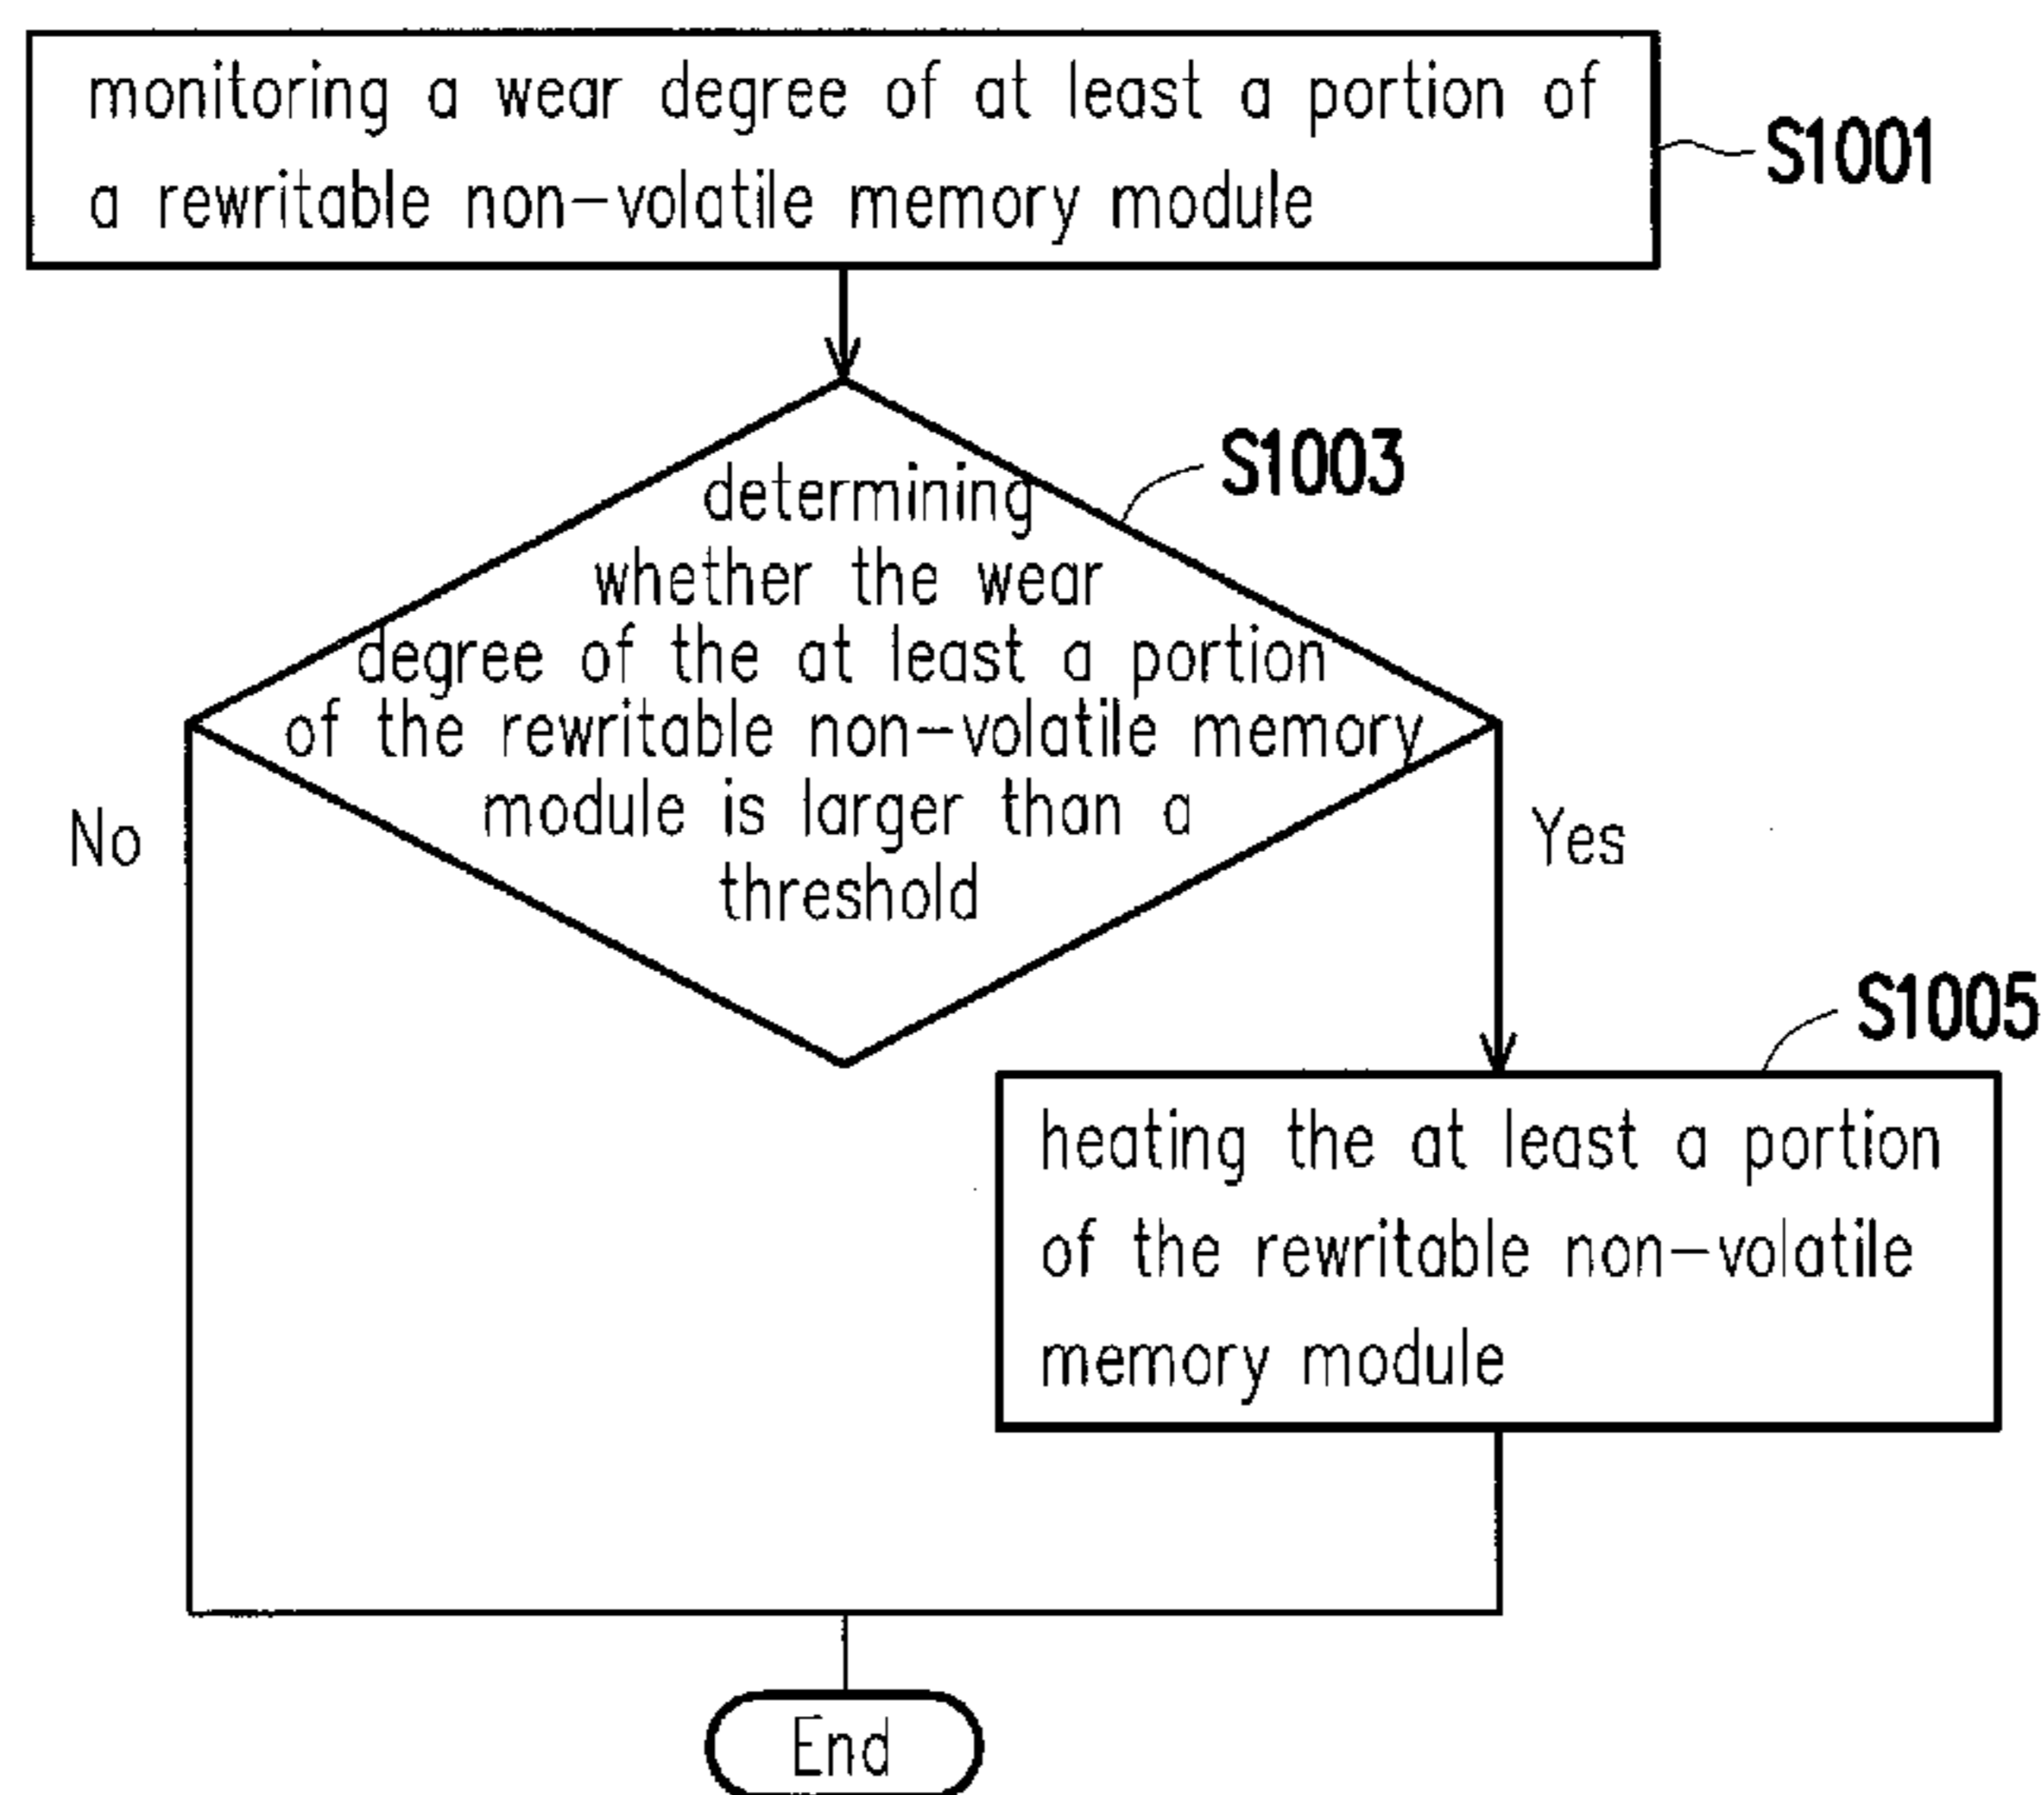 monitoring a wear degree of at least a portion of
a rewritable non-volatile memory module
S1001
S1003
determining
whether the wear
degree of the at least a portion
of the rewritable non-volatile memory
module is larger than a
threshold
No
Yes
S1005
heating the at least a portion
of the rewritable non-volatile
memory module
End